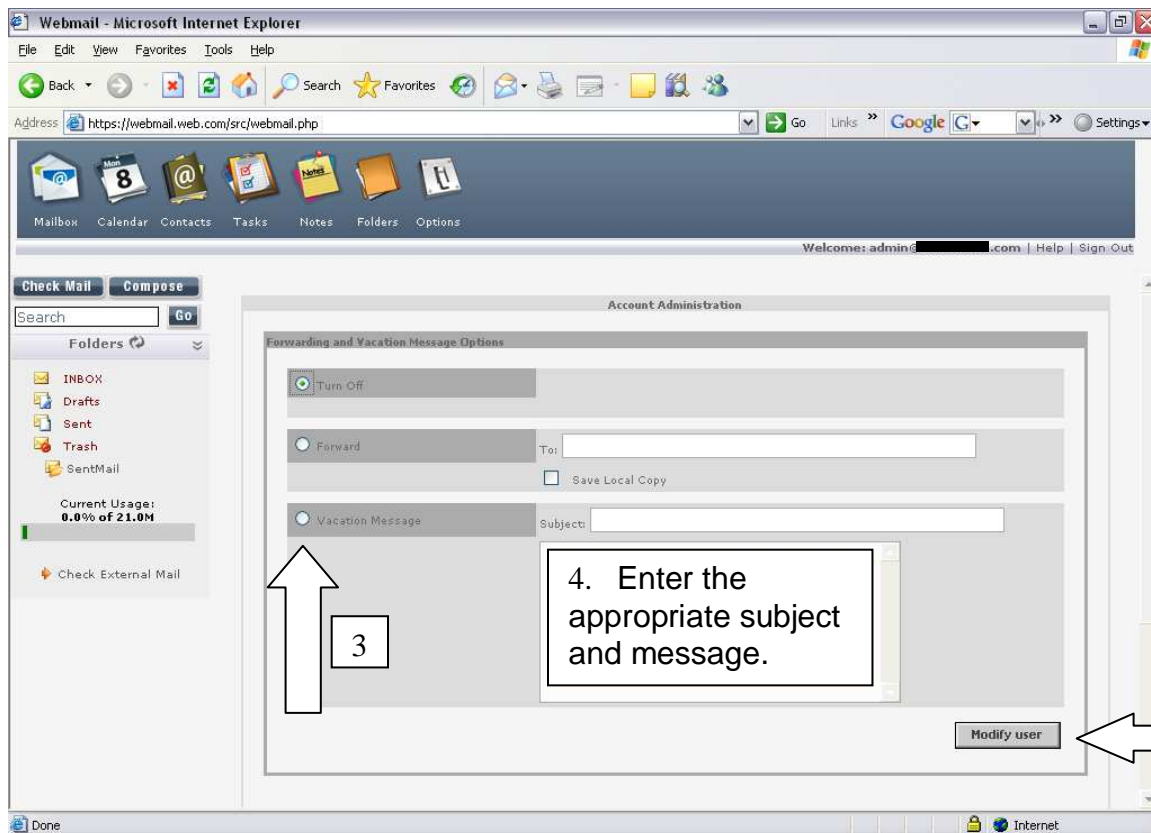 Webmail - Microsoft Internet Explorer
File Edit View Favorites Tools Help
Back Search Favorites
Address https://webmail.web.com/src/webmail.php Go Links » Google G » Settings
Mon
8
Notes
Mailbox Calendar Contacts Tasks Notes Folders Options
Welcome: admin@ .com | Help | Sign Out
Check Mail Compose
Search Go
Folders
INBOX
Drafts
Sent
Trash
SentMail
Current Usage:
0.0% of 21.0M
Check External Mail
Account Administration
Forwarding and Vacation Message Options
Turn Off
Forward To:
Save Local Copy
Vacation Message Subject:
3
4. Enter the
appropriate subject
and message.
Modify user
Done Internet